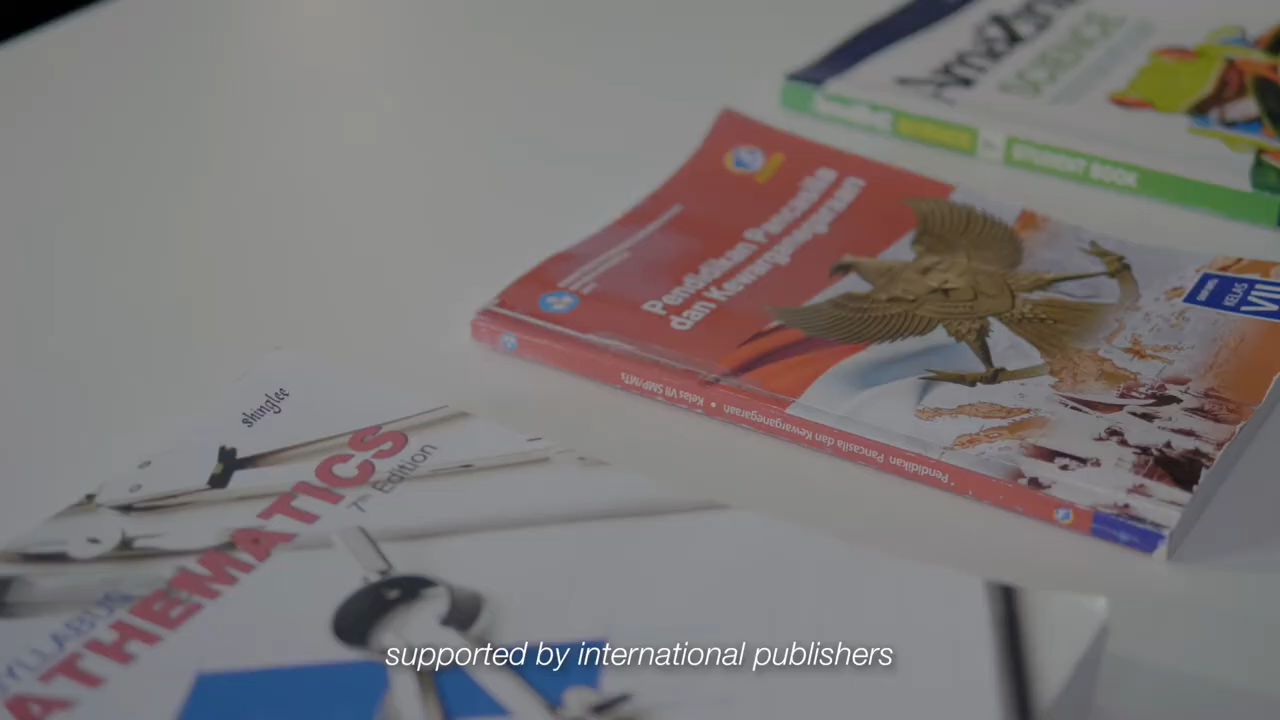 Amazing
SCIENCE
STUDENT BOOK
Pendidikan Pancasila
dan Kewarganegaraan
KELAS
VII
Pendidikan Pancasila dan Kewarganegaraan • Kelas VII SMP/MTs
shinglee
SYLLABUS
MATHEMATICS
7th Edition
supported by international publishers